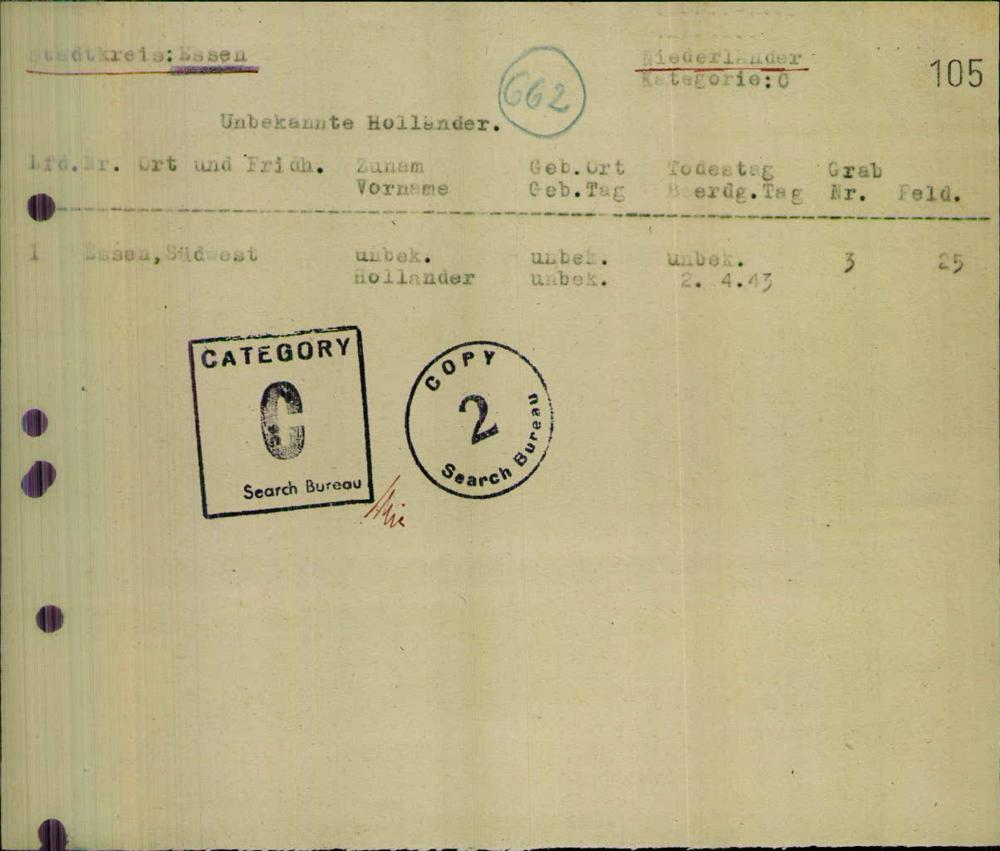 Stadtkreis: Essen
Niederländer
Kategorie: C
105
662
Unbekannte Holländer.
Lfd.Nr. Ort und Fridh. Zunam Geb.Ort Todestag Grab
Vorname Geb.Tag Beerdg.Tag Nr. Feld.
1 Essen,Südwest unbek. unbek. unbek. 3 25
Holländer unbek. 2. 4.43
CATEGORY
C
Search Bureau
COPY
2
Search Bureau